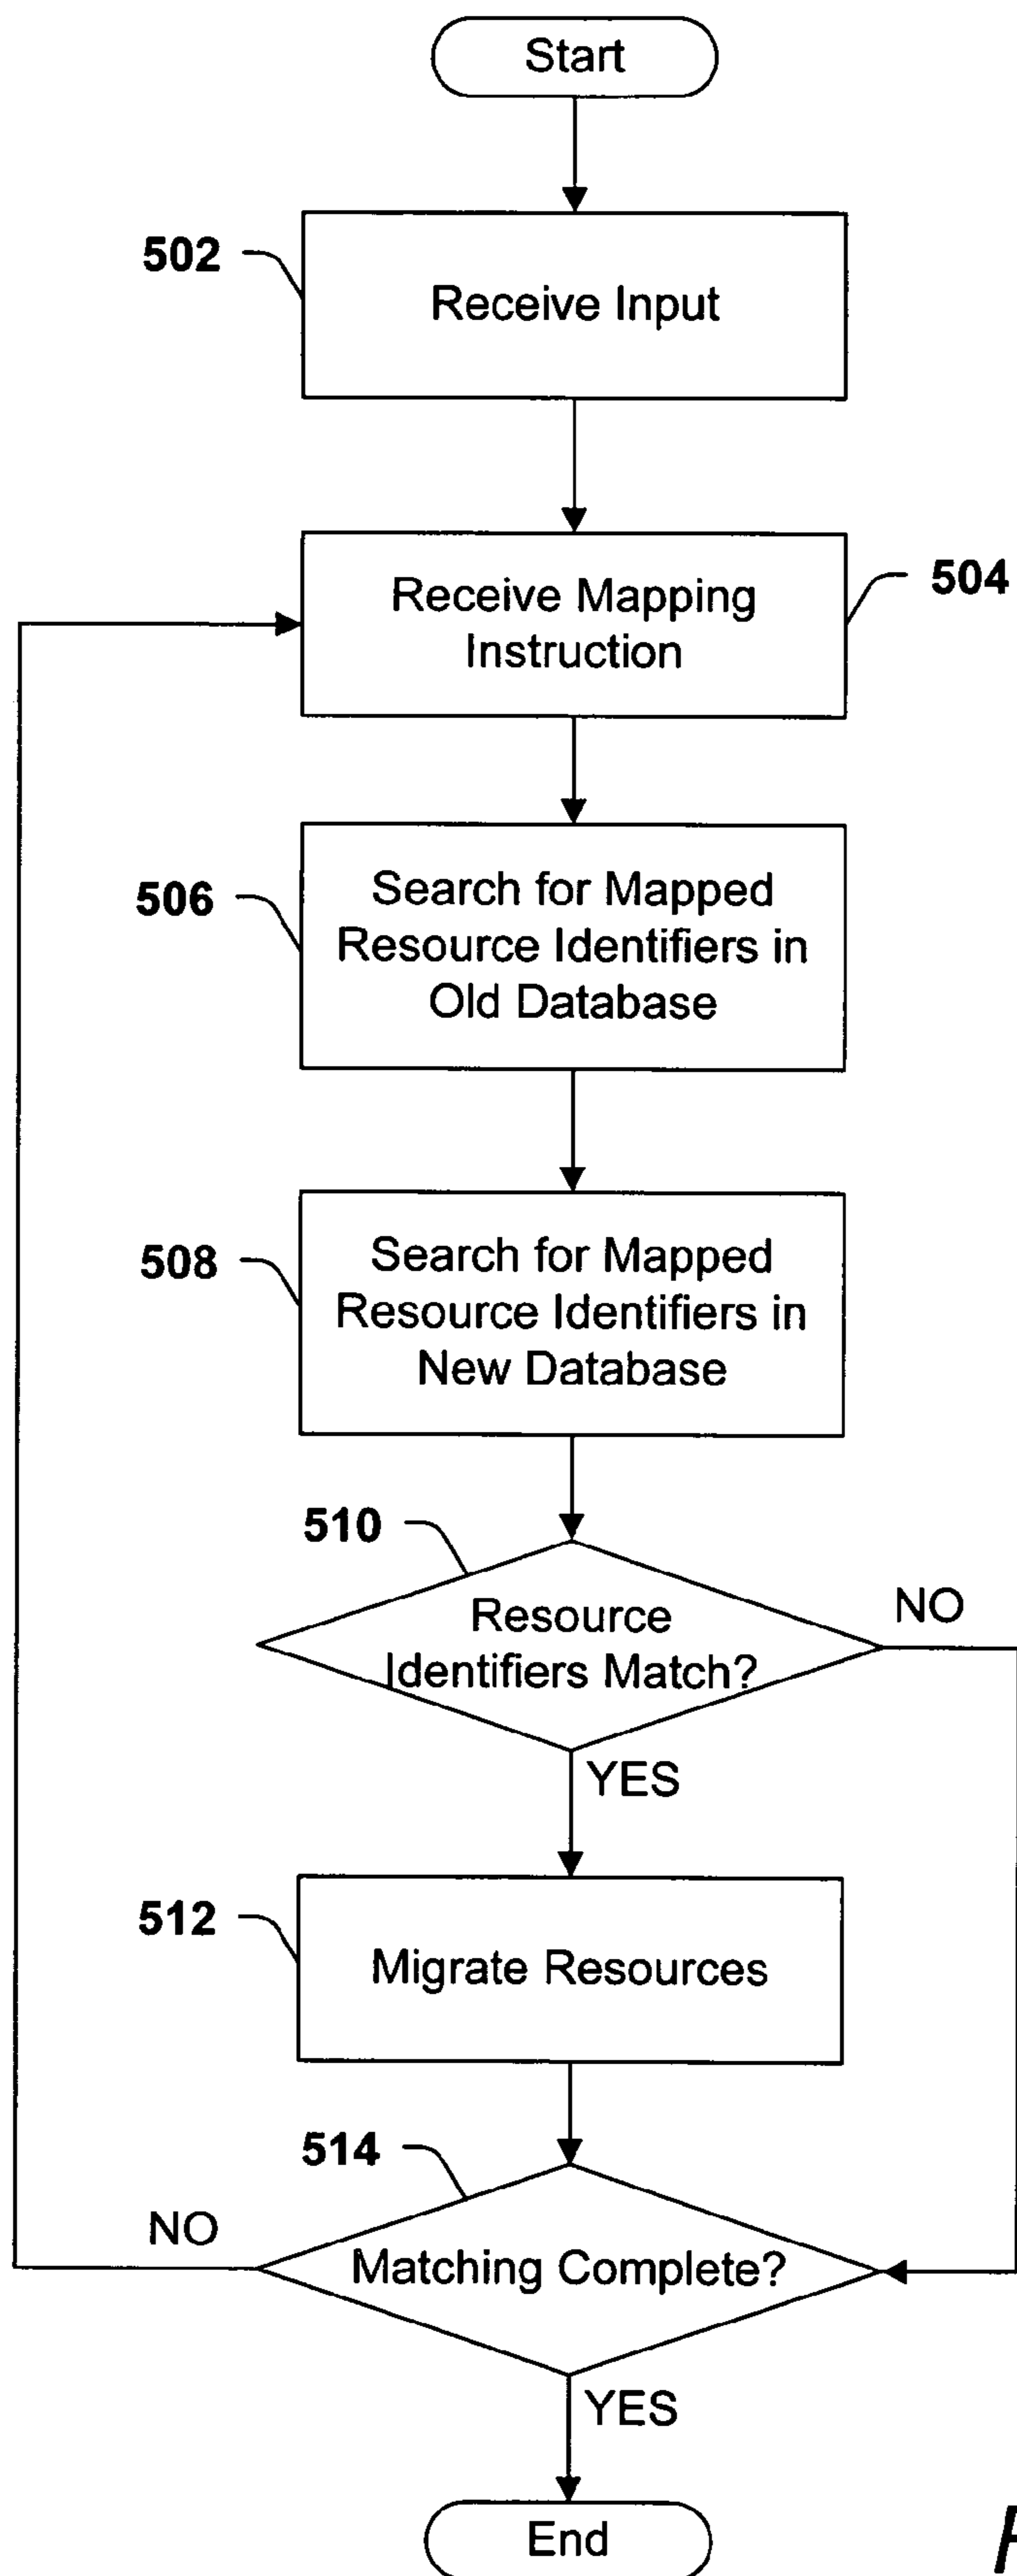 Start
502
Receive Input
504
Receive Mapping
Instruction
506
Search for Mapped
Resource Identifiers in
Old Database
508
Search for Mapped
Resource Identifiers in
New Database
510
Resource
Identifiers Match?
NO
YES
512
Migrate Resources
514
Matching Complete?
NO
YES
End